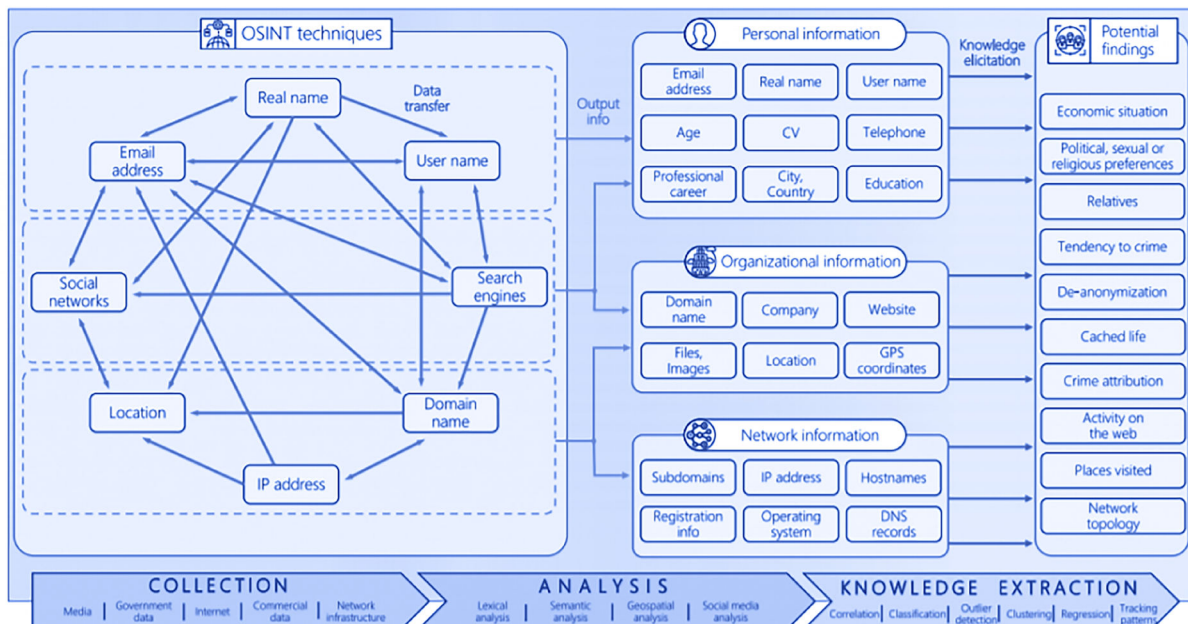 OSINT techniques
Real name
Data
transfer
Email
address
User name
Social
networks
Search
engines
Location
Domain
name
IP address
Output
info
Personal information
Email
address
Real name
User name
Age
CV
Telephone
Professional
career
City,
Country
Education
Organizational information
Domain
name
Company
Website
Files,
Images
Location
GPS
coordinates
Network information
Subdomains
IP address
Hostnames
Registration
info
Operating
system
DNS
records
Knowledge
elicitation
Potential
findings
Economic situation
Political, sexual or
religious preferences
Relatives
Tendency to crime
De-anonymization
Cached life
Crime attribution
Activity on
the web
Places visited
Network
topology
COLLECTION
Media
Government
data
Internet
Commercial
data
Network
infrastructure
ANALYSIS
Lexical
analysis
Semantic
analysis
Geospatial
analysis
Social media
analysis
KNOWLEDGE EXTRACTION
Correlation
Classification
Outlier
detection
Clustering
Regression
Tracking
patterns